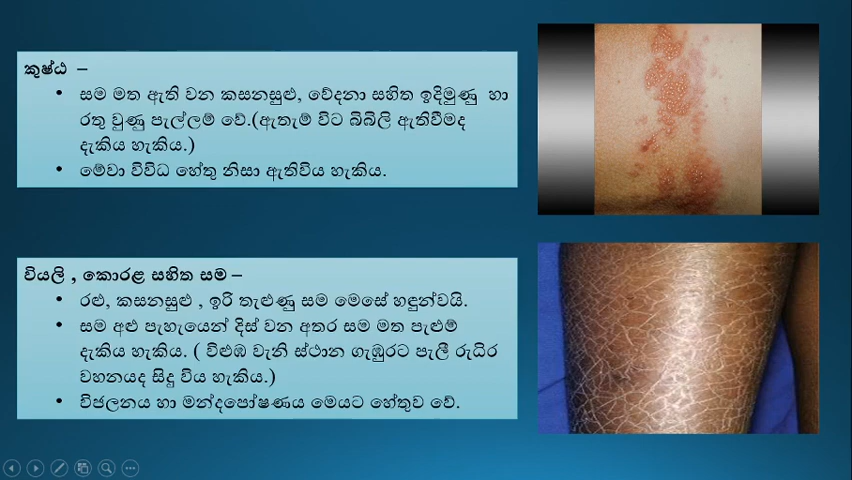 කුෂ්ඨ –
• සම මත ඇති වන කසනසුළු, වේදනා සහිත ඉදිමුණු හා
රතු වුණු පැල්ලම් වේ.(ඇතැම් විට බිබිලි ඇතිවීමද
දැකිය හැකිය.)
• මේවා විවිධ හේතු නිසා ඇතිවිය හැකිය.
වියලි , කොරළ සහිත සම –
• රළු, කසනසුළු , ඉරි තැළුණු සම මෙසේ හඳුන්වයි.
• සම අළු පැහැයෙන් දිස් වන අතර සම මත පැළුම්
දැකිය හැකිය. ( විළුඹ වැනි ස්ථාන ගැඹුරට පැලී රුධිර
වහනයද සිදු විය හැකිය.)
• විජලනය හා මන්දපෝෂණය මෙයට හේතුව වේ.